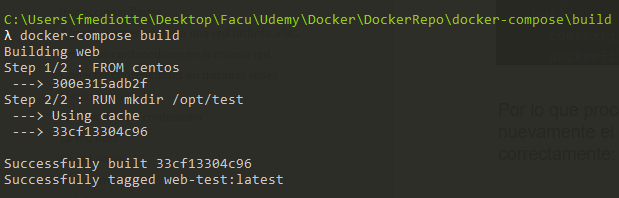 C:\Users\fmediotte\Desktop\Facu\Udemy\Docker\DockerRepo\docker-compose\build
λ docker-compose build
Building web
Step 1/2 : FROM centos
 ---> 300e315adb2f
Step 2/2 : RUN mkdir /opt/test
 ---> Using cache
 ---> 33cf13304c96
Successfully built 33cf13304c96
Successfully tagged web-test:latest
Por lo que proc
nuevamente el
correctamente: